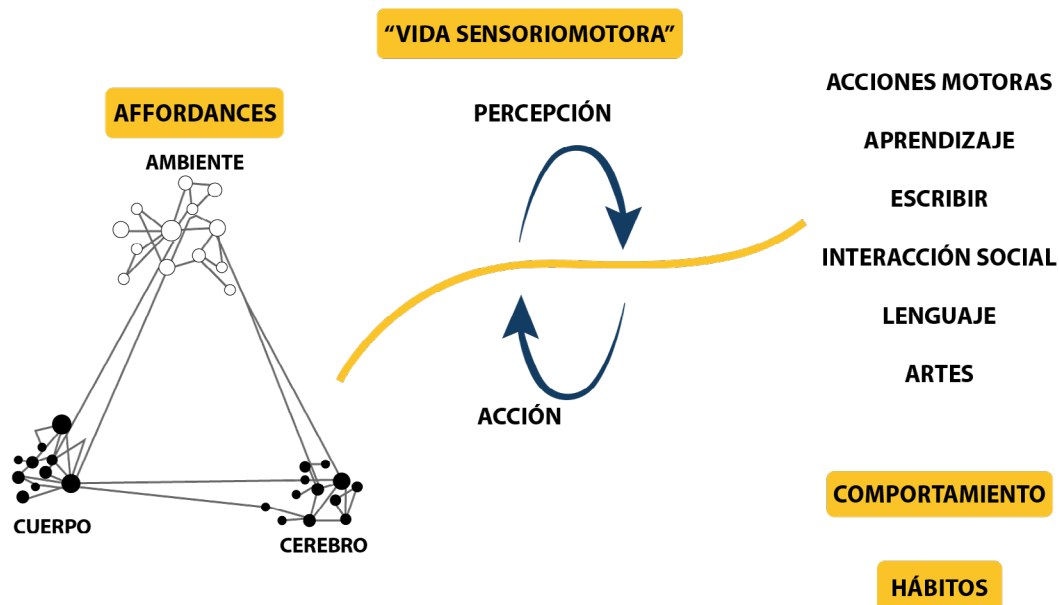 “VIDA SENSORIOMOTORA”
AFFORDANCES
AMBIENTE
CUERPO
CEREBRO
PERCEPCIÓN
ACCIÓN
ACCIONES MOTORAS
APRENDIZAJE
ESCRIBIR
INTERACCIÓN SOCIAL
LENGUAJE
ARTES
COMPORTAMIENTO
HÁBITOS